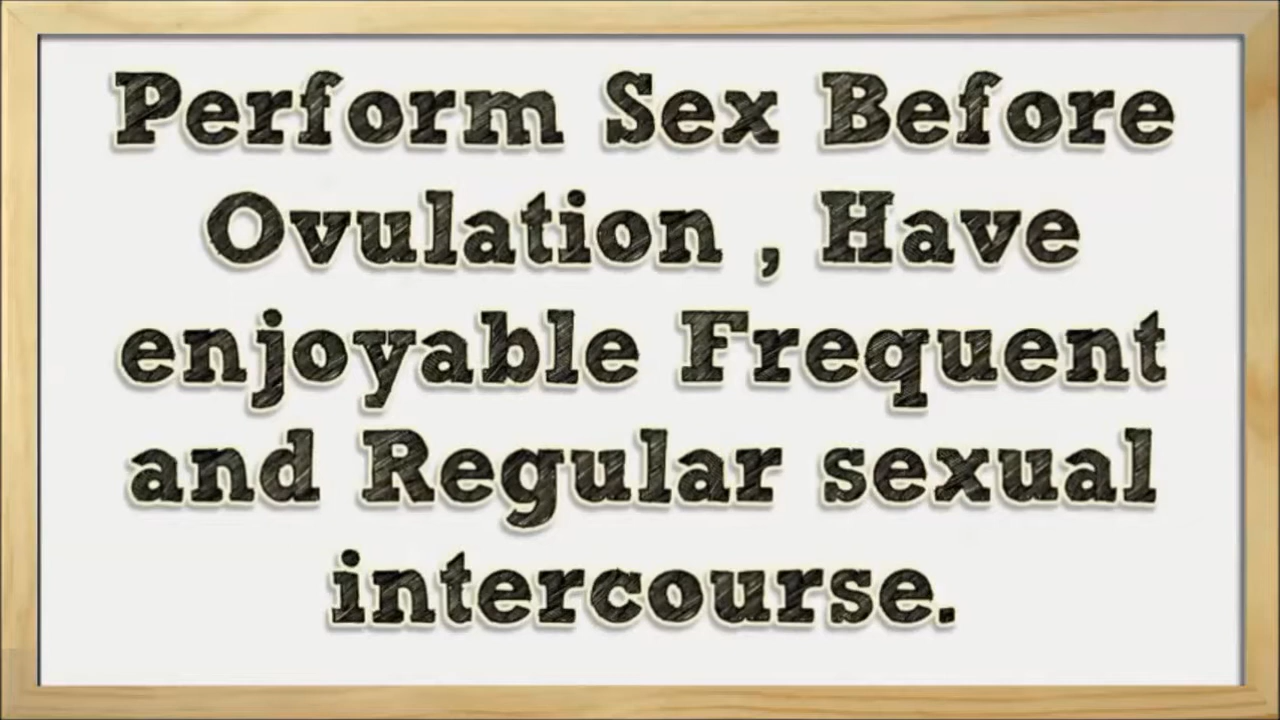 Perform Sex Before
Ovulation , Have
enjoyable Frequent
and Regular sexual
intercourse.